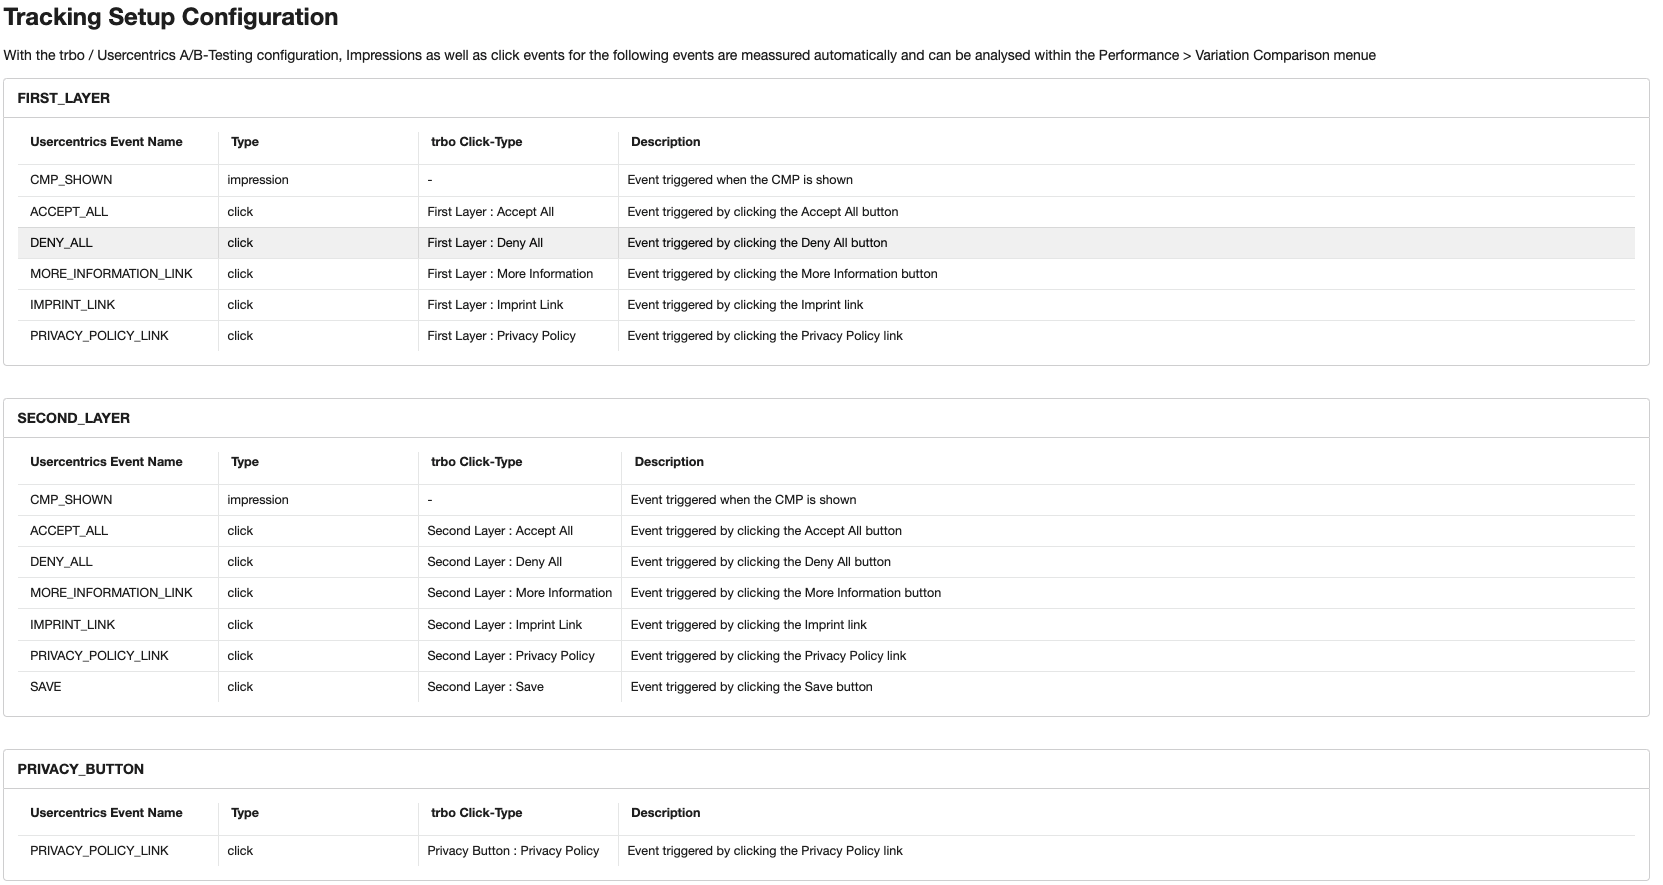 Tracking Setup Configuration
With the trbo / Usercentrics A/B-Testing configuration, Impressions as well as click events for the following events are meassured automatically and can be analysed within the Performance > Variation Comparison menue
FIRST_LAYER
Usercentrics Event Name Type trbo Click-Type Description
CMP_SHOWN impression - Event triggered when the CMP is shown
ACCEPT_ALL click First Layer : Accept All Event triggered by clicking the Accept All button
DENY_ALL click First Layer : Deny All Event triggered by clicking the Deny All button
MORE_INFORMATION_LINK click First Layer : More Information Event triggered by clicking the More Information button
IMPRINT_LINK click First Layer : Imprint Link Event triggered by clicking the Imprint link
PRIVACY_POLICY_LINK click First Layer : Privacy Policy Event triggered by clicking the Privacy Policy link
SECOND_LAYER
Usercentrics Event Name Type trbo Click-Type Description
CMP_SHOWN impression - Event triggered when the CMP is shown
ACCEPT_ALL click Second Layer : Accept All Event triggered by clicking the Accept All button
DENY_ALL click Second Layer : Deny All Event triggered by clicking the Deny All button
MORE_INFORMATION_LINK click Second Layer : More Information Event triggered by clicking the More Information button
IMPRINT_LINK click Second Layer : Imprint Link Event triggered by clicking the Imprint link
PRIVACY_POLICY_LINK click Second Layer : Privacy Policy Event triggered by clicking the Privacy Policy link
SAVE click Second Layer : Save Event triggered by clicking the Save button
PRIVACY_BUTTON
Usercentrics Event Name Type trbo Click-Type Description
PRIVACY_POLICY_LINK click Privacy Button : Privacy Policy Event triggered by clicking the Privacy Policy link